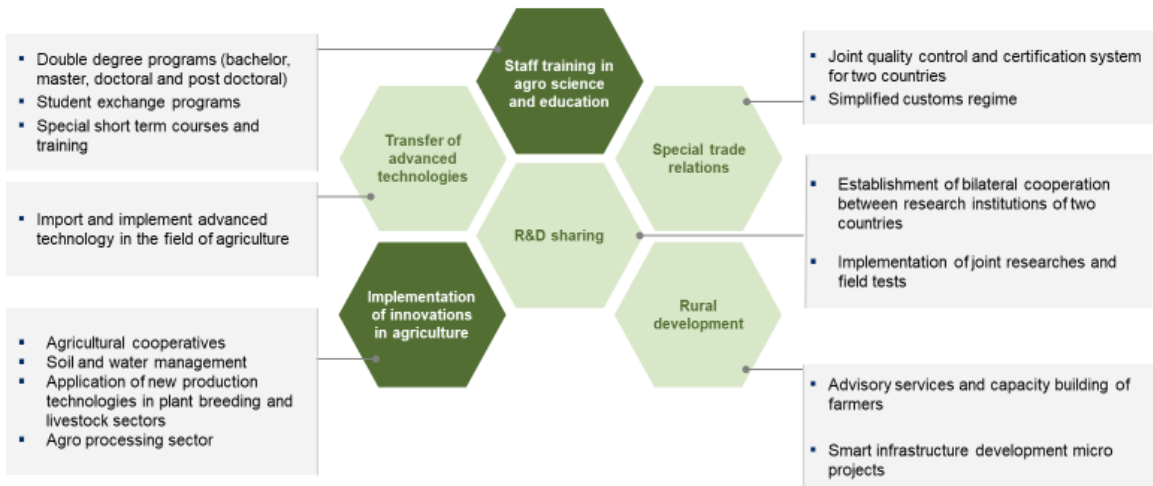 ▪ Double degree programs (bachelor,
master, doctoral and post doctoral)
▪ Student exchange programs
▪ Special short term courses and
training
Staff training in
agro science
and education
▪ Joint quality control and certification system
for two countries
▪ Simplified customs regime
Transfer of
advanced
technologies
Special trade
relations
▪ Import and implement advanced
technology in the field of agriculture
R&D sharing
▪ Establishment of bilateral cooperation
between research institutions of two
countries
▪ Implementation of joint researches and
field tests
Implementation
of innovations
in agriculture
Rural
development
▪ Agricultural cooperatives
▪ Soil and water management
▪ Application of new production
technologies in plant breeding and
livestock sectors
▪ Agro processing sector
▪ Advisory services and capacity building of
farmers
▪ Smart infrastructure development micro
projects